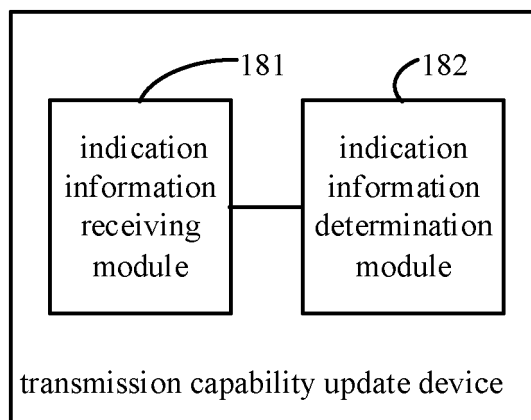 181
182
indication
information
receiving
module
indication
information
determination
module
transmission capability update device